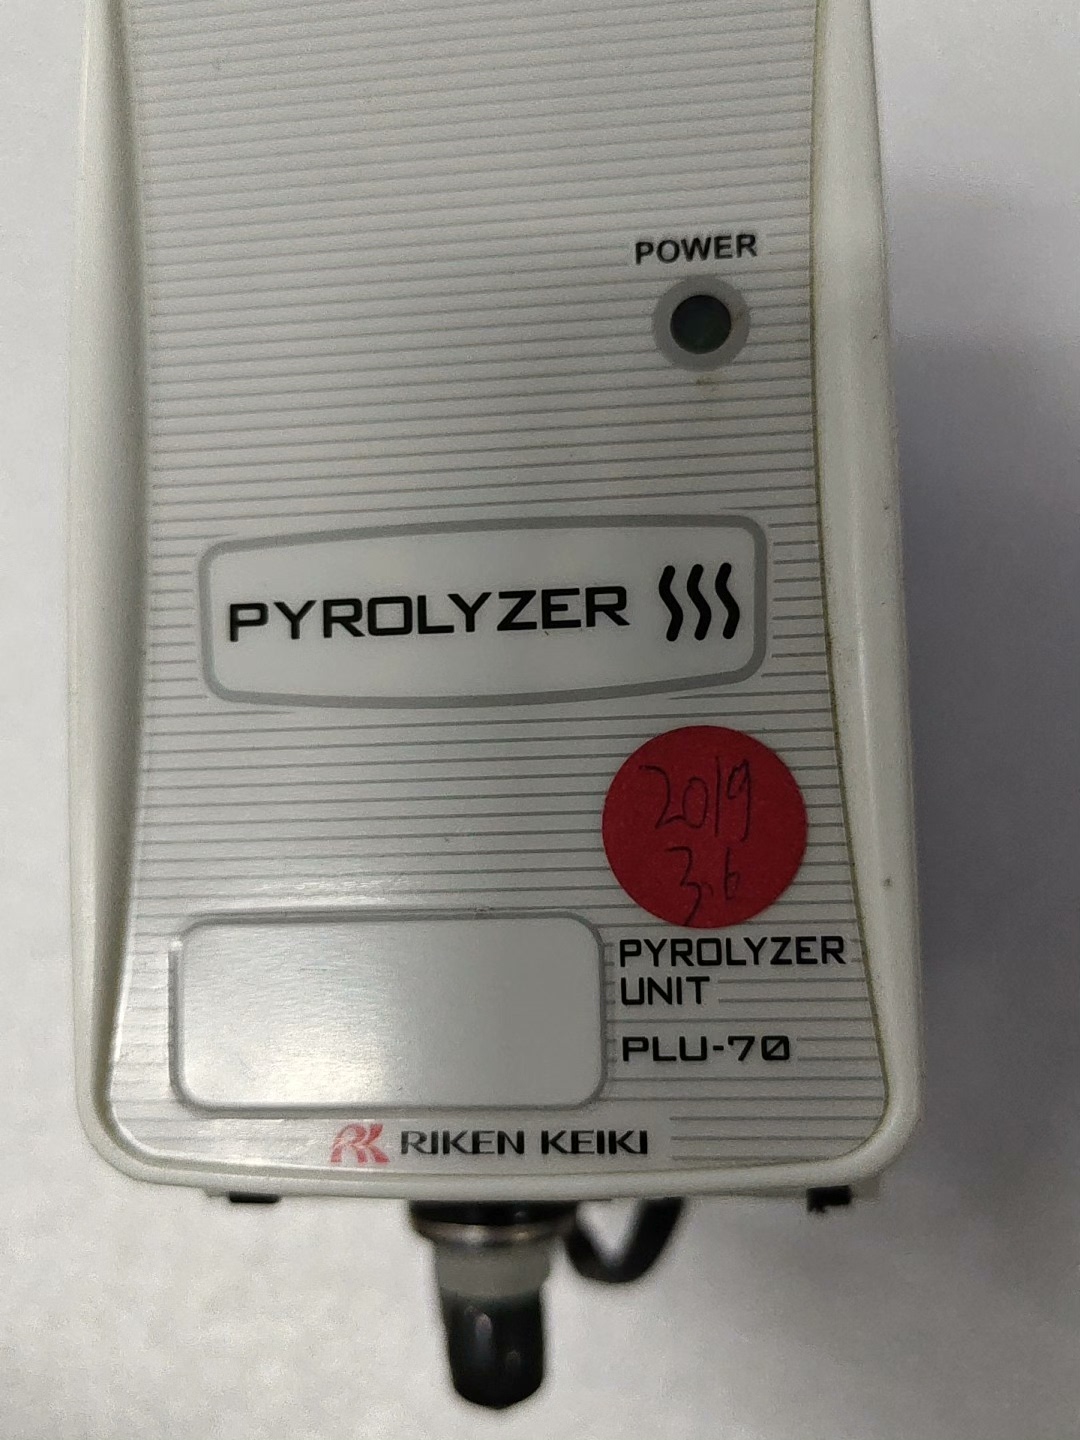 POWER
PYROLYZER
2019
3.6
PYROLYZER
UNIT
PLU-70
RIKEN KEIKI